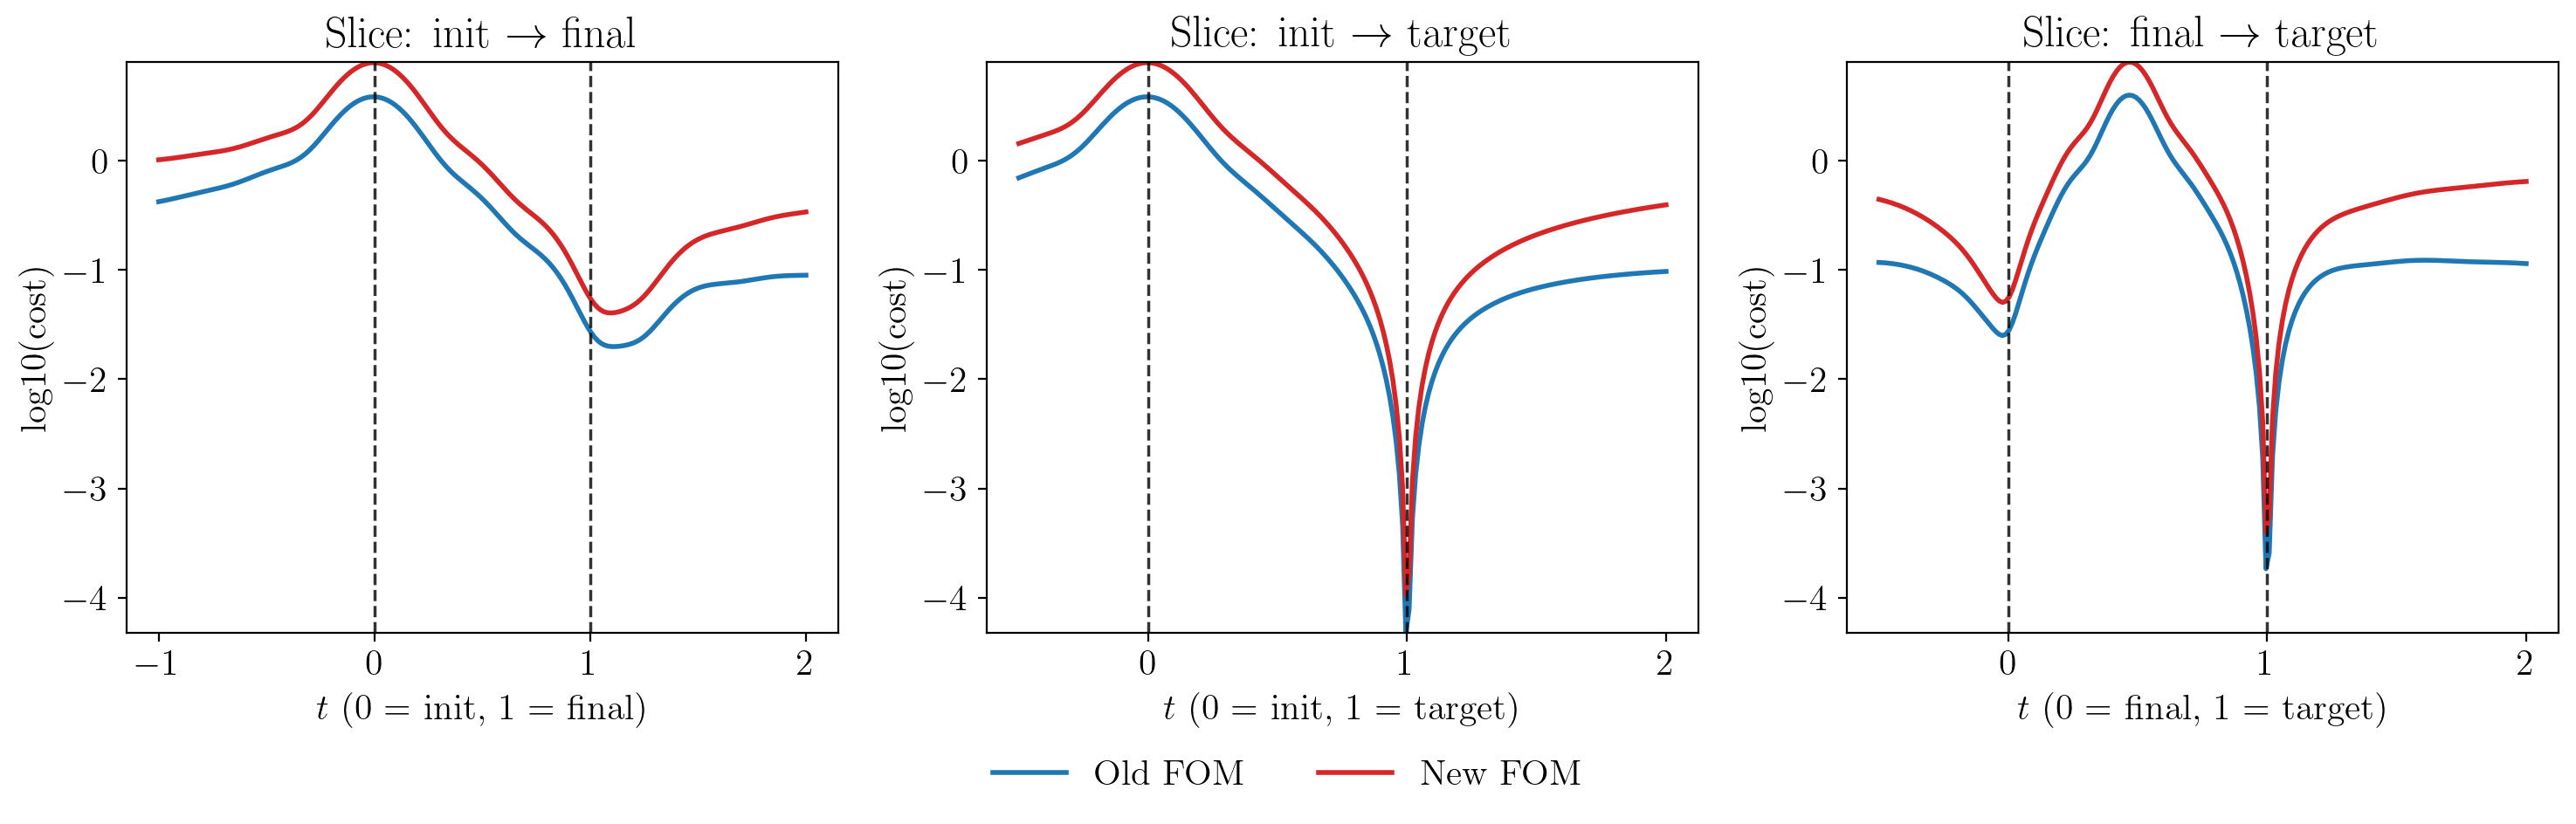 Slice: init → final
log10(cost)
0
−1
−2
−3
−4
−1
0
1
2
t (0 = init, 1 = final)
Slice: init → target
log10(cost)
0
−1
−2
−3
−4
0
1
2
t (0 = init, 1 = target)
Slice: final → target
log10(cost)
0
−1
−2
−3
−4
0
1
2
t (0 = final, 1 = target)
Old FOM
New FOM